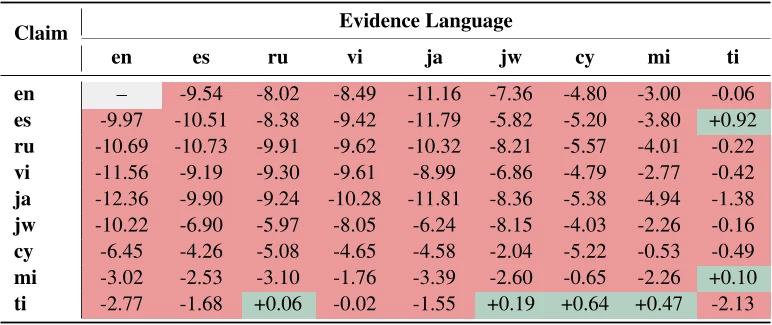 Claim Evidence Language
en es ru vi ja jw cy mi ti
en – -9.54 -8.02 -8.49 -11.16 -7.36 -4.80 -3.00 -0.06
es -9.97 -10.51 -8.38 -9.42 -11.79 -5.82 -5.20 -3.80 +0.92
ru -10.69 -10.73 -9.91 -9.62 -10.32 -8.21 -5.57 -4.01 -0.22
vi -11.56 -9.19 -9.30 -9.61 -8.99 -6.86 -4.79 -2.77 -0.42
ja -12.36 -9.90 -9.24 -10.28 -11.81 -8.36 -5.38 -4.94 -1.38
jw -10.22 -6.90 -5.97 -8.05 -6.24 -8.15 -4.03 -2.26 -0.16
cy -6.45 -4.26 -5.08 -4.65 -4.58 -2.04 -5.22 -0.53 -0.49
mi -3.02 -2.53 -3.10 -1.76 -3.39 -2.60 -0.65 -2.26 +0.10
ti -2.77 -1.68 +0.06 -0.02 -1.55 +0.19 +0.64 +0.47 -2.13